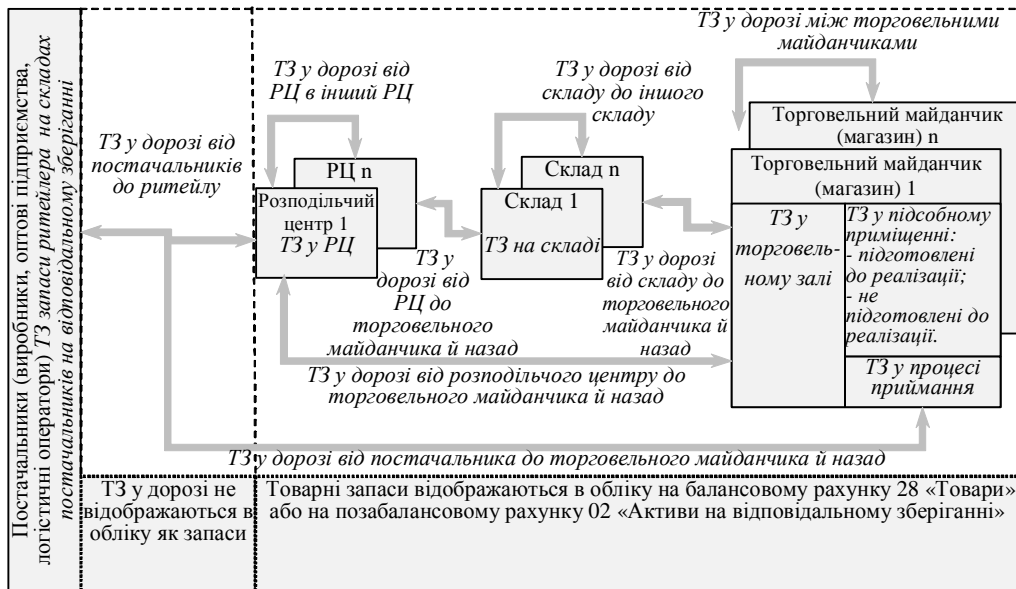 Постачальники (виробники, оптові підприємства,
логістичні оператори) ТЗ запаси ритейлера на складах
постачальників на відповідальному зберіганні
ТЗ у дорозі від
постачальників
до ритейлу
ТЗ у дорозі від
РЦ в інший РЦ
РЦ n
Розподільчий
центр 1
ТЗ у РЦ
ТЗ у дорозі від
складу до іншого
складу
Склад n
Склад 1
ТЗ на складі
ТЗ у дорозі між торговельними
майданчиками
Торговельний майданчик
(магазин) n
Торговельний майданчик
(магазин) 1
ТЗ у
торговель-
ному залі
ТЗ у підсобному
приміщенні:
- підготовлені
до реалізації;
- не
підготовлені до
реалізації.
ТЗ у процесі
приймання
ТЗ у
дорозі від
РЦ до
торговельного
майданчика й назад
ТЗ у дорозі
від складу до
торговельного
майданчика й
назад
ТЗ у дорозі від розподільчого центру до
торговельного майданчика й назад
ТЗ у дорозі від постачальника до торговельного майданчика й назад
ТЗ у дорозі не
відображаються в
обліку як запаси
Товарні запаси відображаються в обліку на балансовому рахунку 28 «Товари»
або на позабалансовому рахунку 02 «Активи на відповідальному зберіганні»